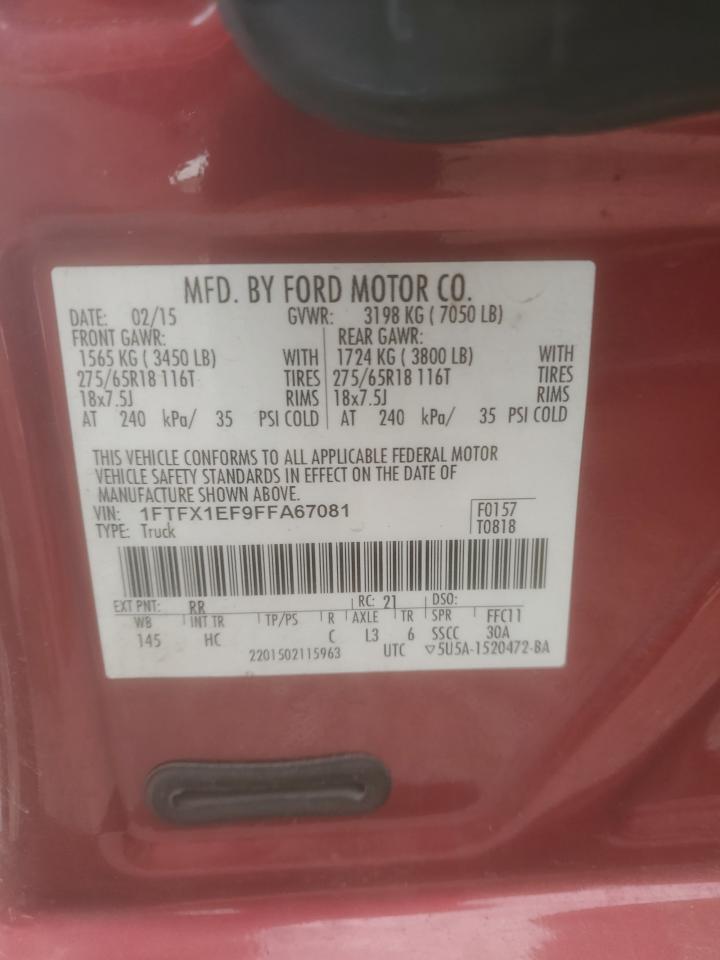 MFD. BY FORD MOTOR CO.
DATE: 02/15 GVWR: 3198 KG ( 7050 LB)
FRONT GAWR: REAR GAWR:
1565 KG ( 3450 LB) WITH 1724 KG ( 3800 LB) WITH
275/65R18 116T TIRES 275/65R18 116T TIRES
18x7.5J RIMS 18x7.5J RIMS
AT 240 kPa/ 35 PSI COLD AT 240 kPa/ 35 PSI COLD
THIS VEHICLE CONFORMS TO ALL APPLICABLE FEDERAL MOTOR
VEHICLE SAFETY STANDARDS IN EFFECT ON THE DATE OF
MANUFACTURE SHOWN ABOVE.
VIN: 1FTFX1EF9FFA67081 F0157
TYPE: Truck T0818
EXT PNT: RR RC: 21 DSO:
WB INT TR TP/PS R AXLE TR SPR FFC11
145 HC C L3 6 SSCC 30A
2201502115963 UTC ▽5U5A-1520472-BA